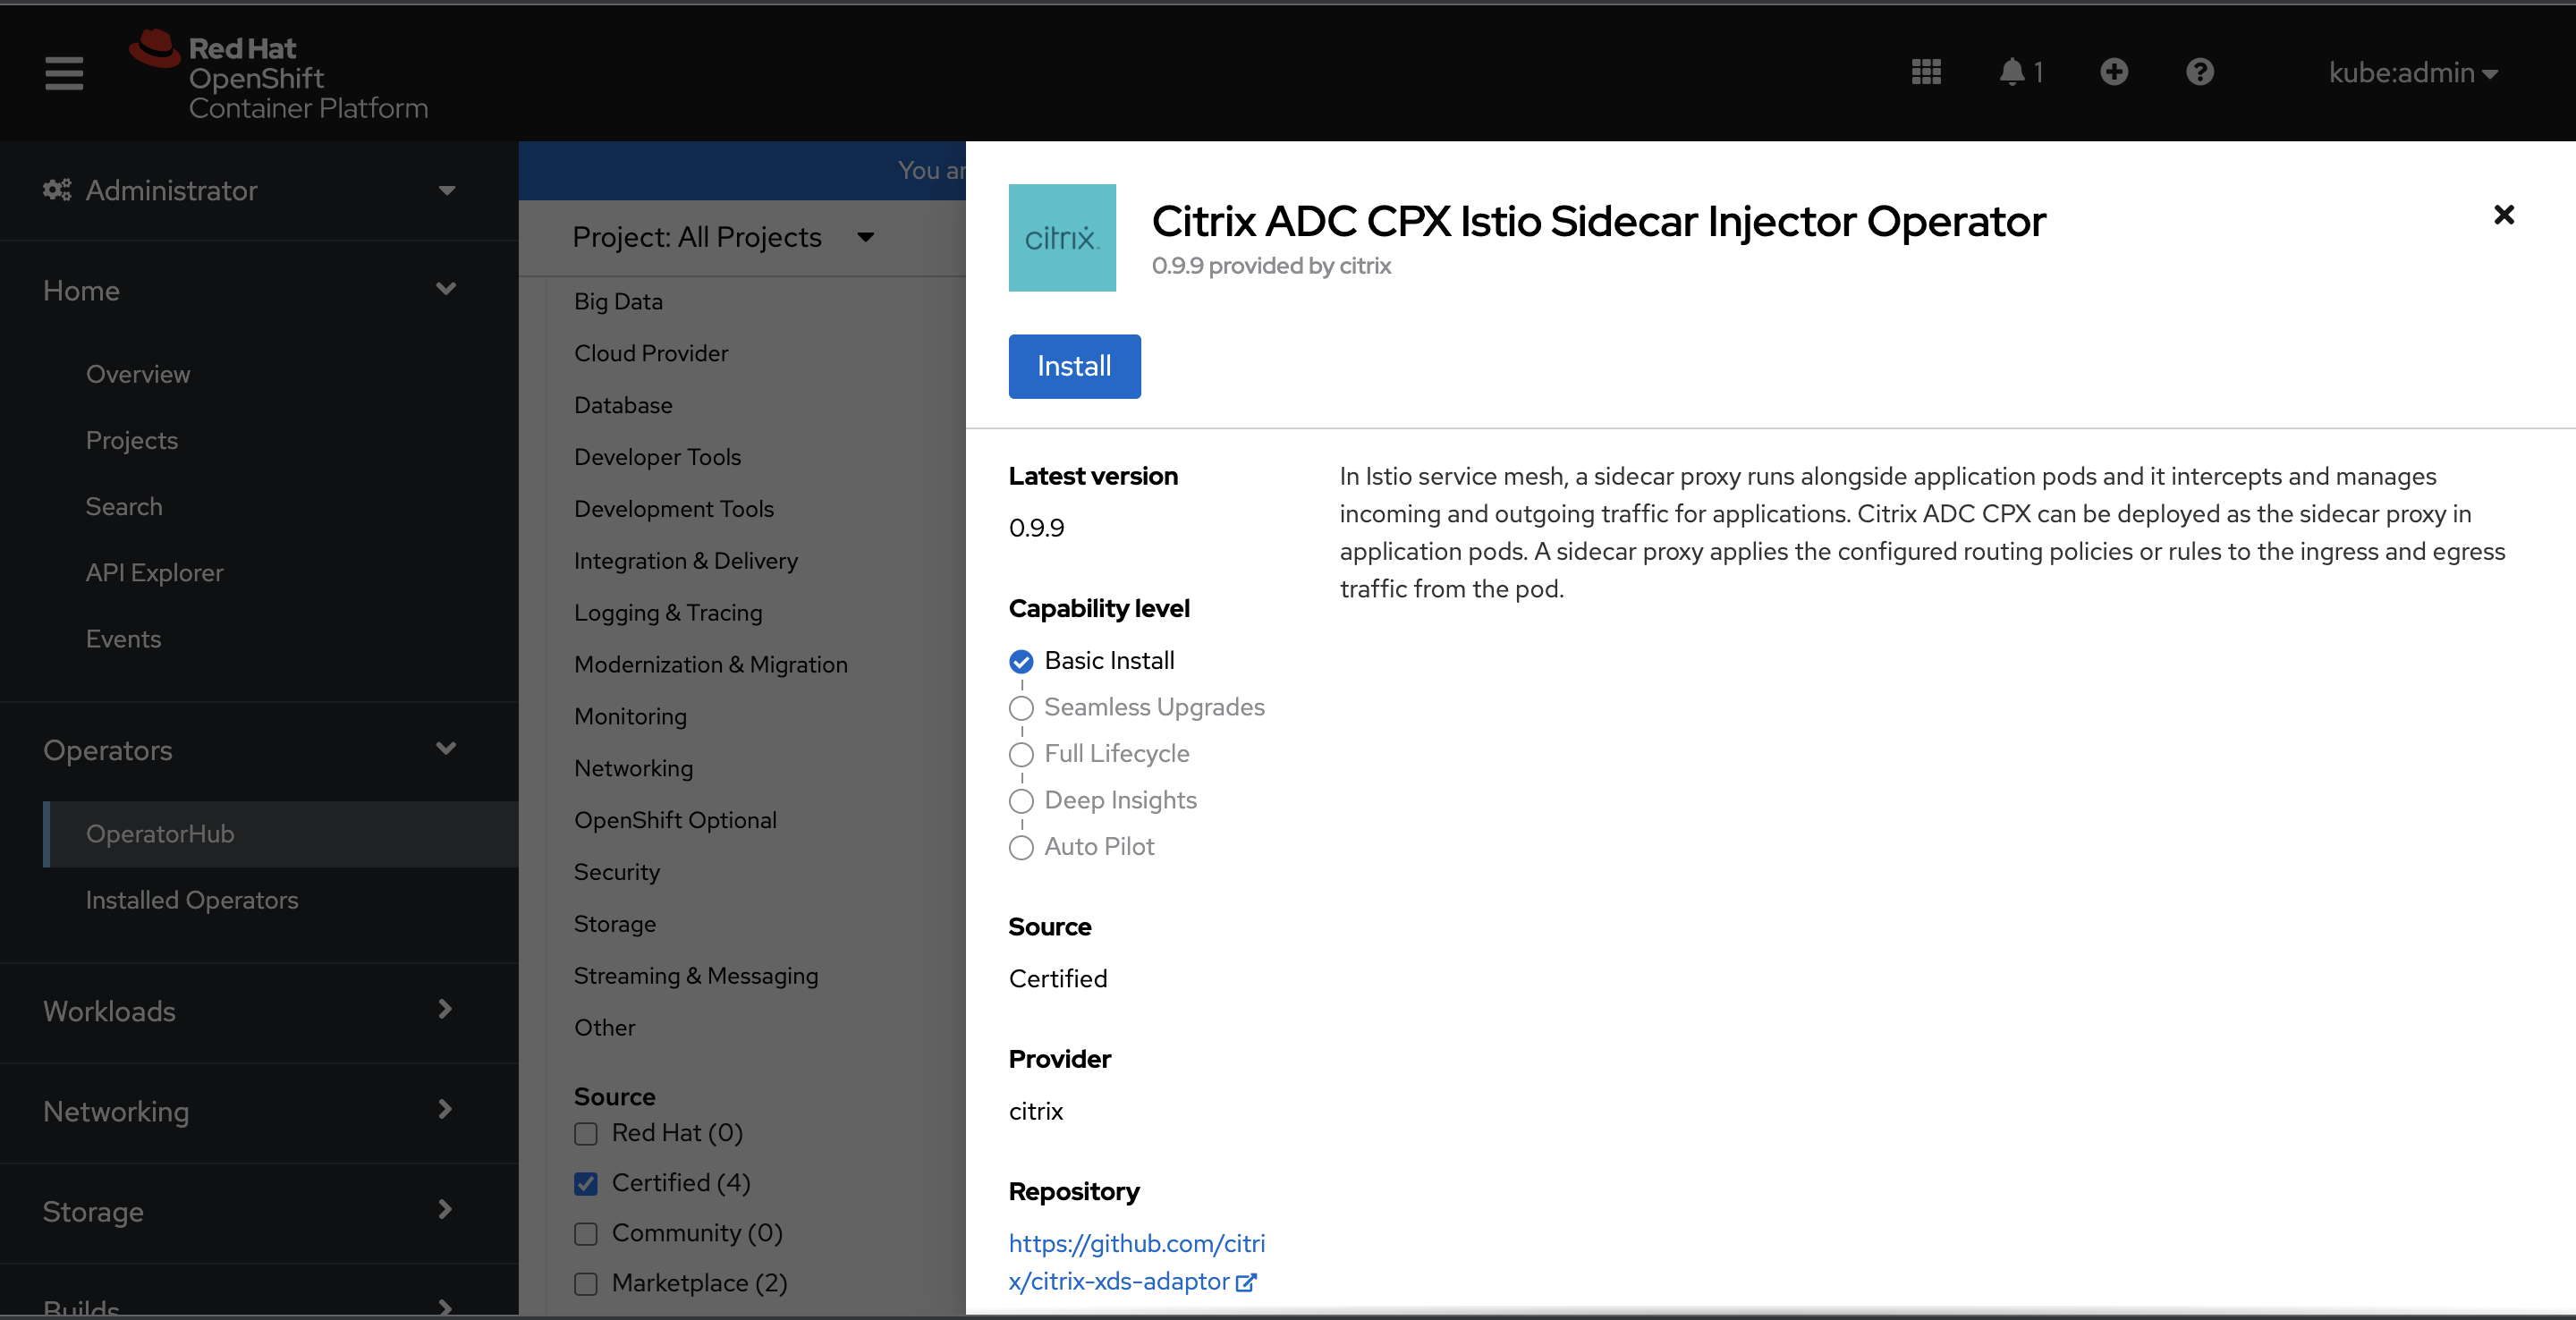 Red Hat
OpenShift
Container Platform
1
kube:admin
Administrator
Home
Overview
Projects
Search
API Explorer
Events
Operators
OperatorHub
Installed Operators
Workloads
Networking
Storage
Builds
You
Project: All Projects
Big Data
Cloud Provider
Database
Developer Tools
Development Tools
Integration & Delivery
Logging & Tracing
Modernization & Migration
Monitoring
Networking
OpenShift Optional
Security
Storage
Streaming & Messaging
Other
Source
Red Hat (0)
Certified (4)
Community (0)
Marketplace (2)
citrix
Citrix ADC CPX Istio Sidecar Injector Operator
0.9.9 provided by citrix
Install
Latest version
0.9.9
Capability level
Basic Install
Seamless Upgrades
Full Lifecycle
Deep Insights
Auto Pilot
Source
Certified
Provider
citrix
Repository
https://github.com/citri
x/citrix-xds-adaptor
In Istio service mesh, a sidecar proxy runs alongside application pods and it intercepts and manages
incoming and outgoing traffic for applications. Citrix ADC CPX can be deployed as the sidecar proxy in
application pods. A sidecar proxy applies the configured routing policies or rules to the ingress and egress
traffic from the pod.